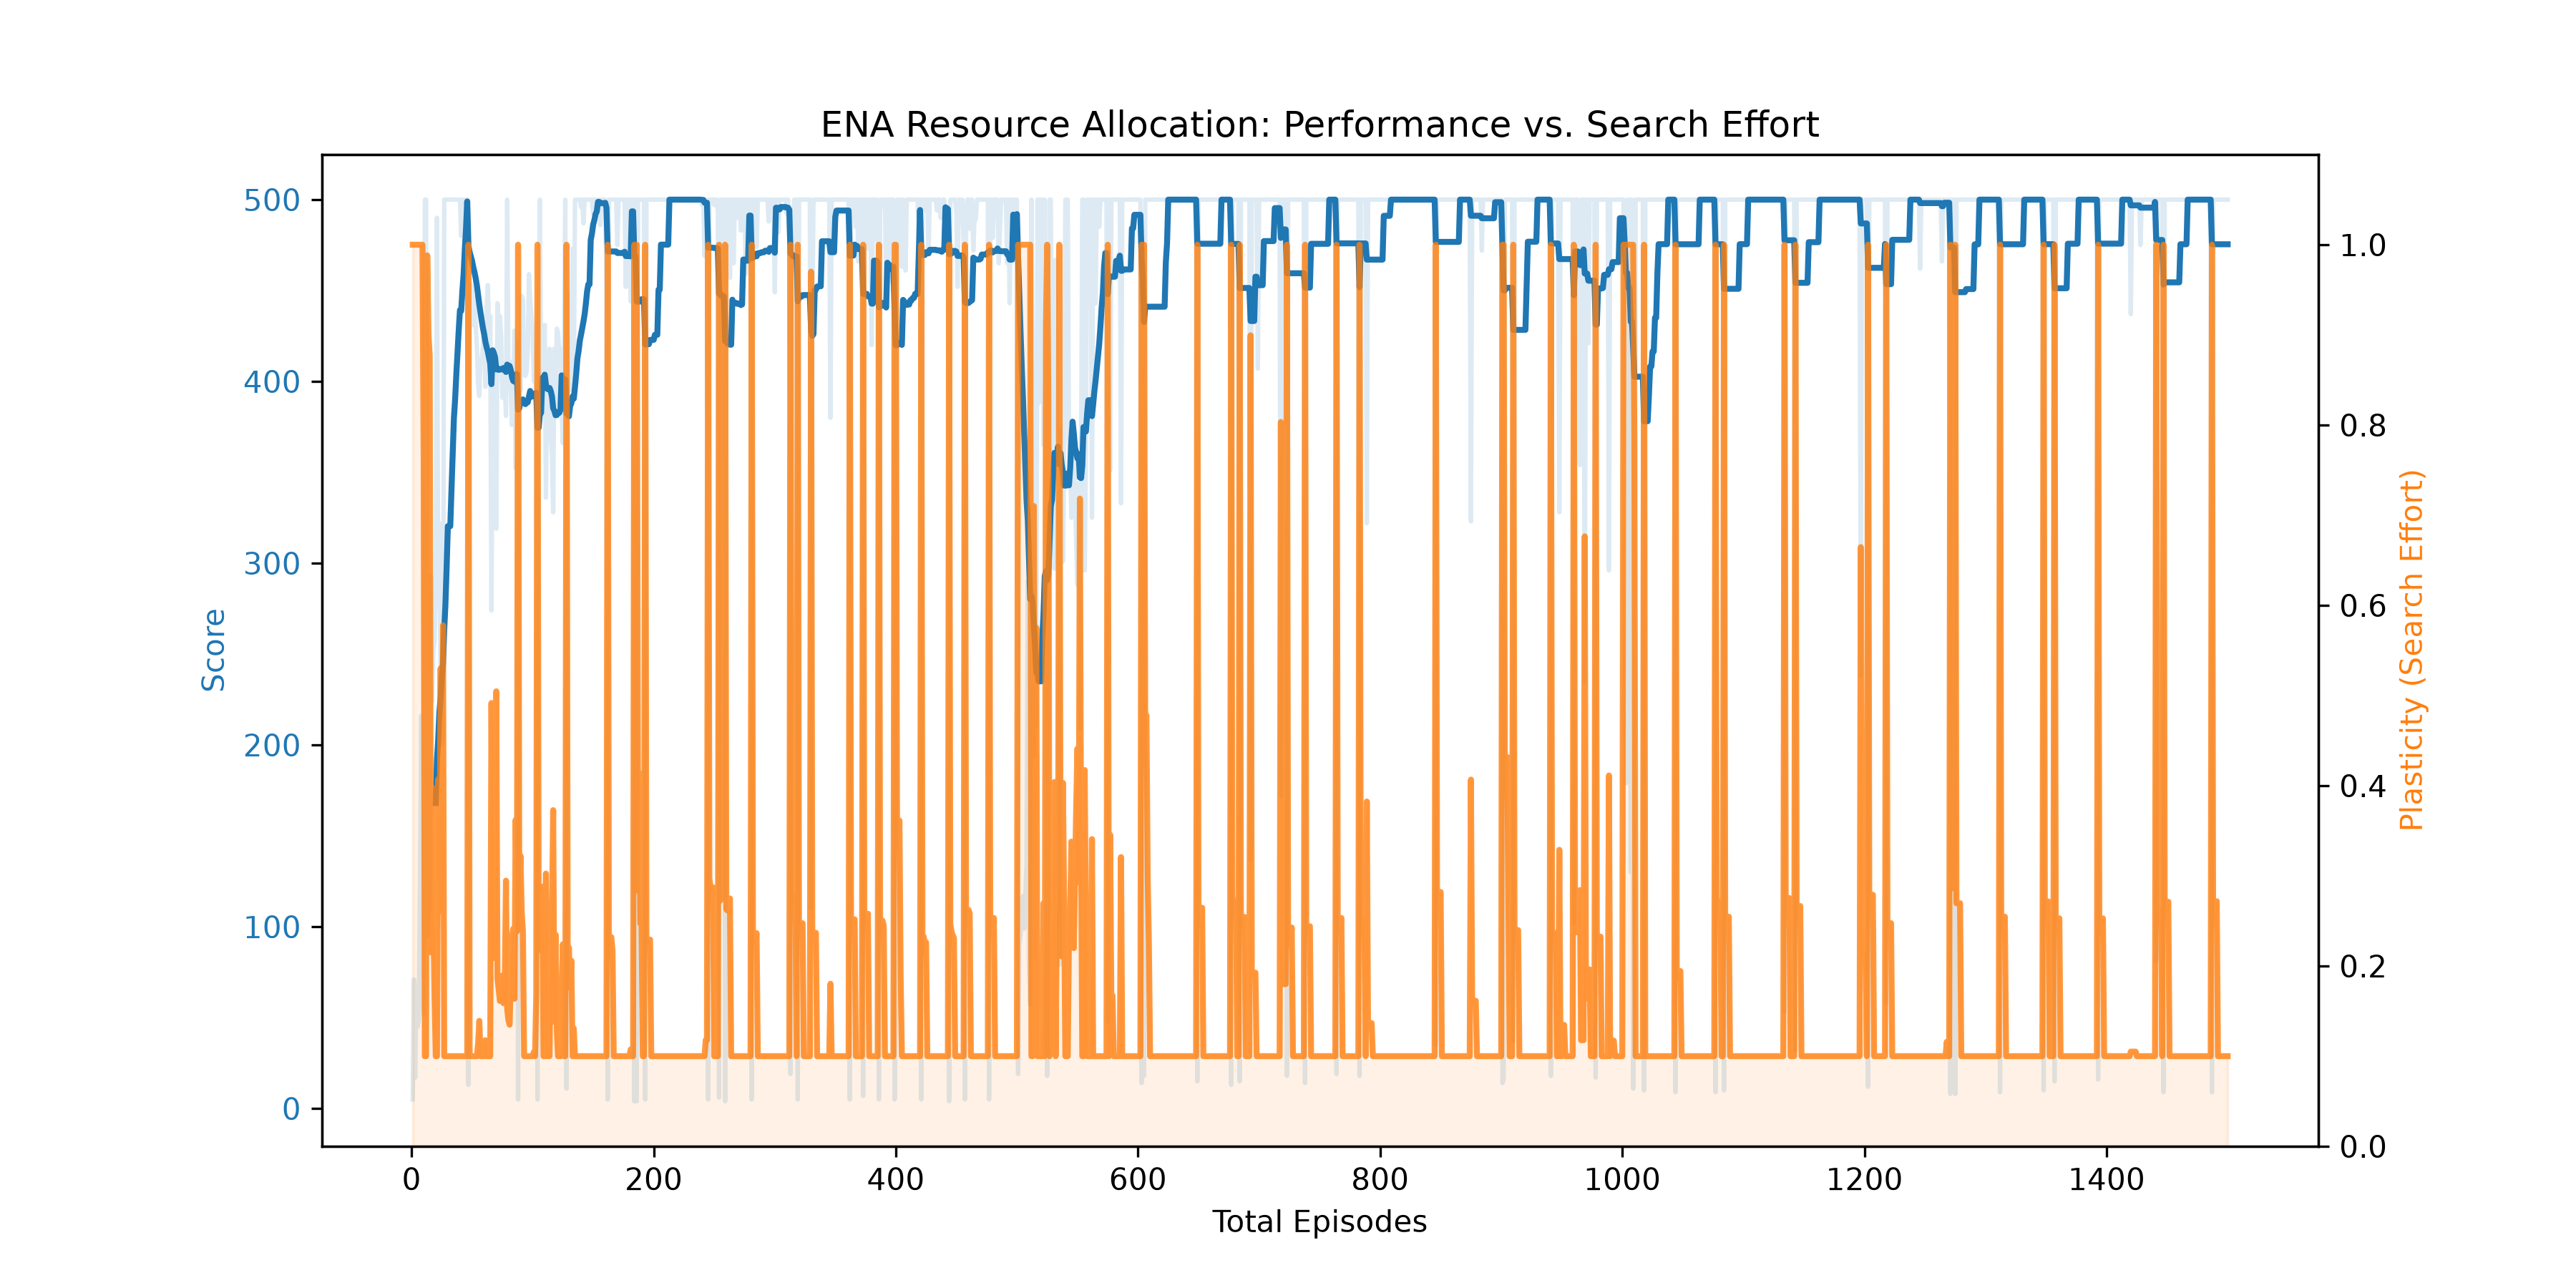 ENA Resource Allocation: Performance vs. Search Effort
500
400
300
200
100
0
Score
1.0
0.8
0.6
0.4
0.2
0.0
Plasticity (Search Effort)
0 200 400 600 800 1000 1200 1400
Total Episodes